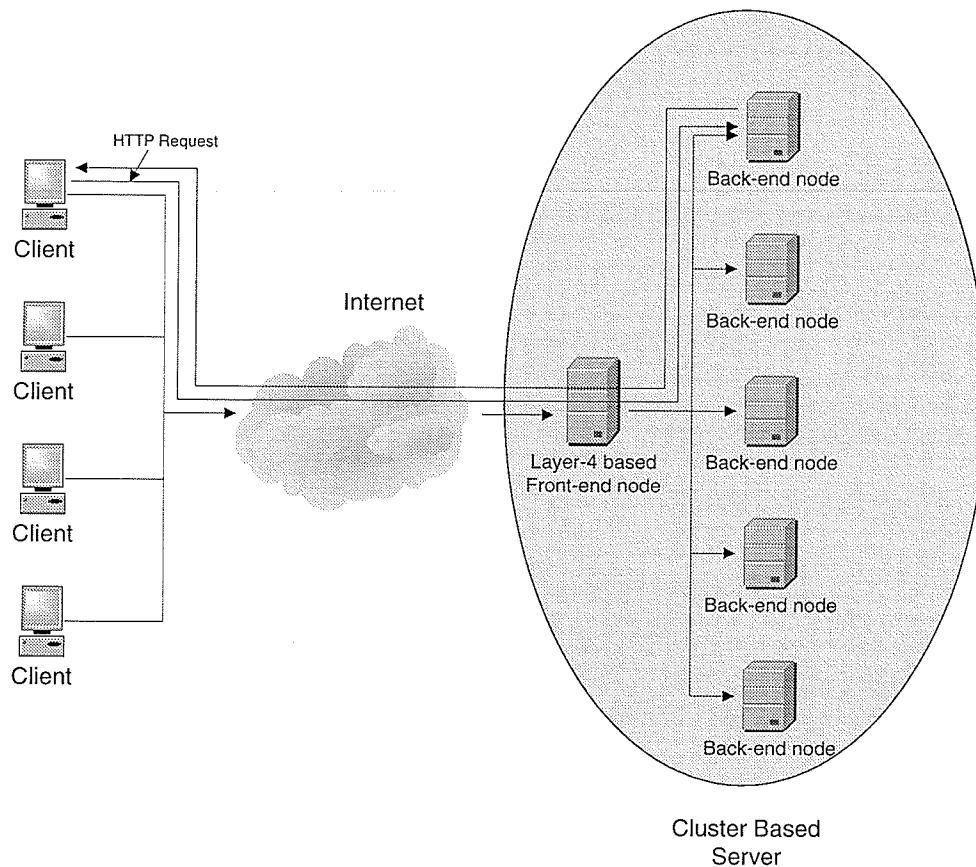 HTTP Request
Client
Client
Client
Client
Internet
Layer-4 based
Front-end node
Back-end node
Back-end node
Back-end node
Back-end node
Back-end node
Cluster Based
Server